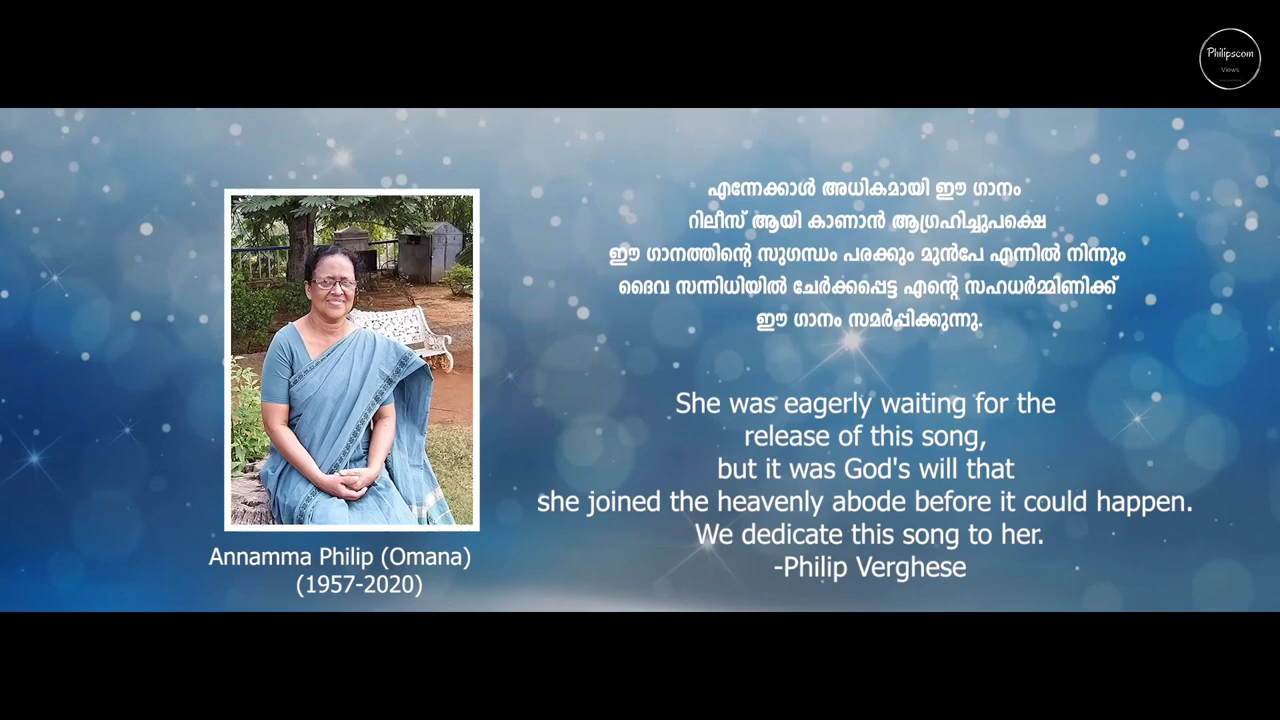 Philipscom
Views
എന്നേക്കാൾ അധികമായി ഈ ഗാനം
റിലീസ് ആയി കാണാൻ ആഗ്രഹിച്ചുപക്ഷെ
ഈ ഗാനത്തിന്റെ സുഗന്ധം പരക്കും മുൻപേ എന്നിൽ നിന്നും
ദൈവ സന്നിധിയിൽ ചേർക്കപ്പെട്ട എന്റെ സഹധർമ്മിണിക്ക്
ഈ ഗാനം സമർപ്പിക്കുന്നു.
She was eagerly waiting for the
release of this song,
but it was God's will that
she joined the heavenly abode before it could happen.
We dedicate this song to her.
-Philip Verghese
Annamma Philip (Omana)
(1957-2020)